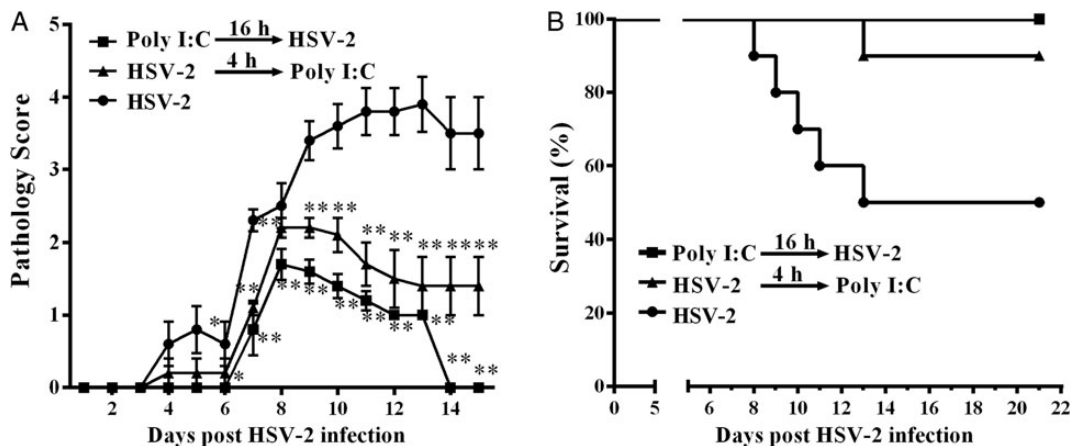 A
Pathology Score
5
4
3
2
1
0
Poly I:C 16 h HSV-2
HSV-2 4 h Poly I:C
HSV-2
** ** **
** **
** ** ** **
* ** ** ** ** ** ** **
* ** **
**
2 4 6 8 10 12 14
Days post HSV-2 infection
B
Survival (%)
100
80
60
40
20
0
Poly I:C 16 h HSV-2
HSV-2 4 h Poly I:C
HSV-2
0 5 6 8 10 12 14 16 18 20 22
Days post HSV-2 infection